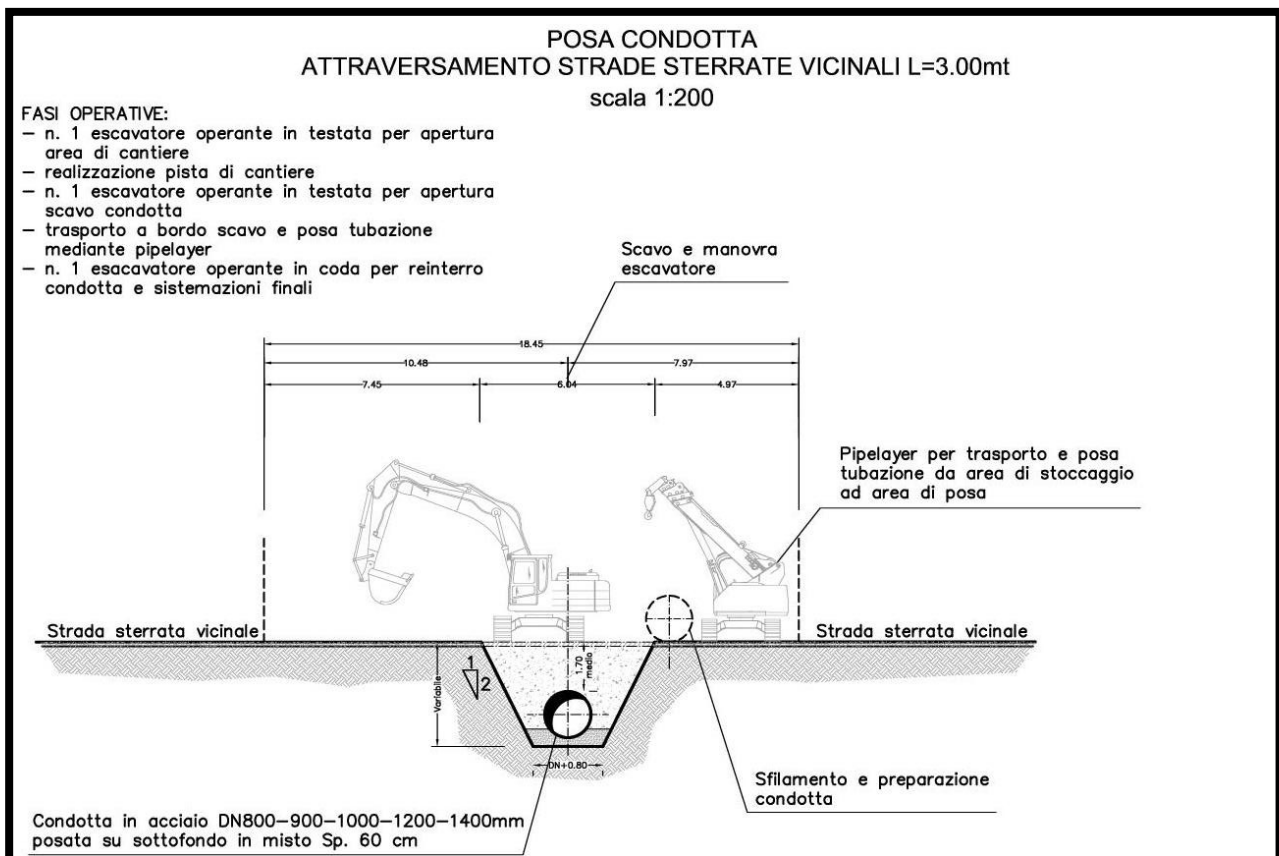 POSA CONDOTTA
ATTRAVERSAMENTO STRADE STERRATE VICINALI L=3.00mt
scala 1:200
FASI OPERATIVE:
– n. 1 escavatore operante in testata per apertura
area di cantiere
– realizzazione pista di cantiere
– n. 1 escavatore operante in testata per apertura
scavo condotta
– trasporto a bordo scavo e posa tubazione
mediante pipelayer
– n. 1 esacavatore operante in coda per reinterro
condotta e sistemazioni finali
Scavo e manovra
escavatore
18.45
10.48
7.97
7.45
6.04
4.97
Pipelayer per trasporto e posa
tubazione da area di stoccaggio
ad area di posa
Strada sterrata vicinale
Strada sterrata vicinale
1
2
Variabile
1.70
medio
DN+0.80
Sfilamento e preparazione
condotta
Condotta in acciaio DN800–900–1000–1200–1400mm
posata su sottofondo in misto Sp. 60 cm